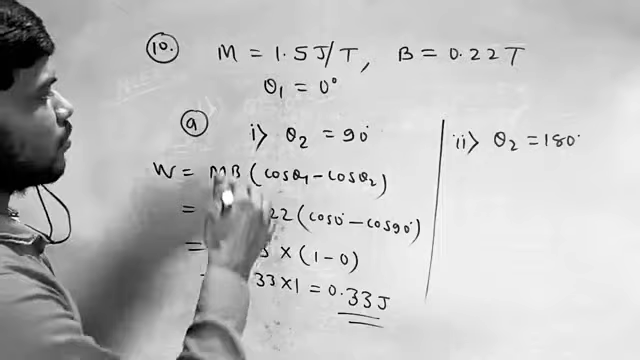 10. M = 1.5 J/T, B = 0.22 T
θ₁ = 0°
a
i) θ₂ = 90°
W = MB (cosθ₁ - cosθ₂)
= 22 (cos0° - cos90°)
= × (1 - 0)
33 × 1 = 0.33 J
ii) θ₂ = 180°